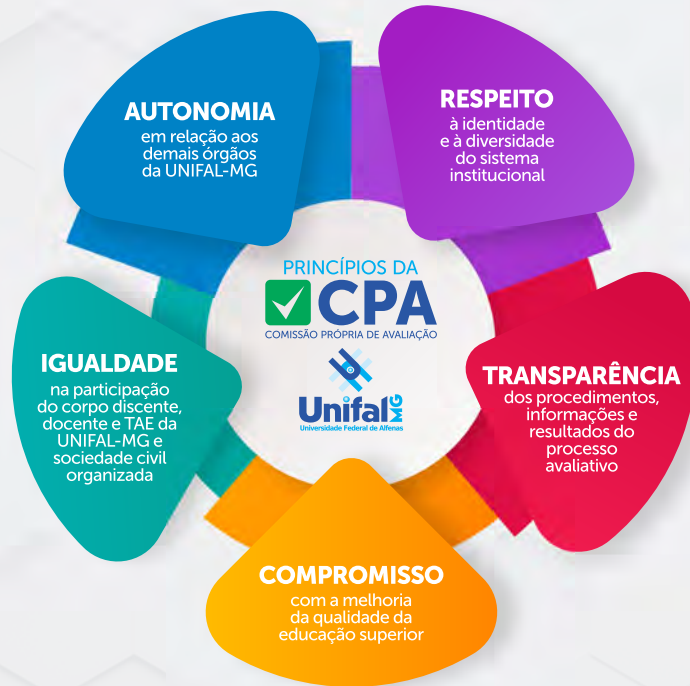 AUTONOMIA
em relação aos
demais órgãos
da UNIFAL-MG
RESPEITO
à identidade
e à diversidade
do sistema
institucional
PRINCÍPIOS DA
CPA
COMISSÃO PRÓPRIA DE AVALIAÇÃO
Unifal MG
Universidade Federal de Alfenas
IGUALDADE
na participação
do corpo discente,
docente e TAE da
UNIFAL-MG e
sociedade civil
organizada
TRANSPARÊNCIA
dos procedimentos,
informações e
resultados do
processo
avaliativo
COMPROMISSO
com a melhoria
da qualidade da
educação superior